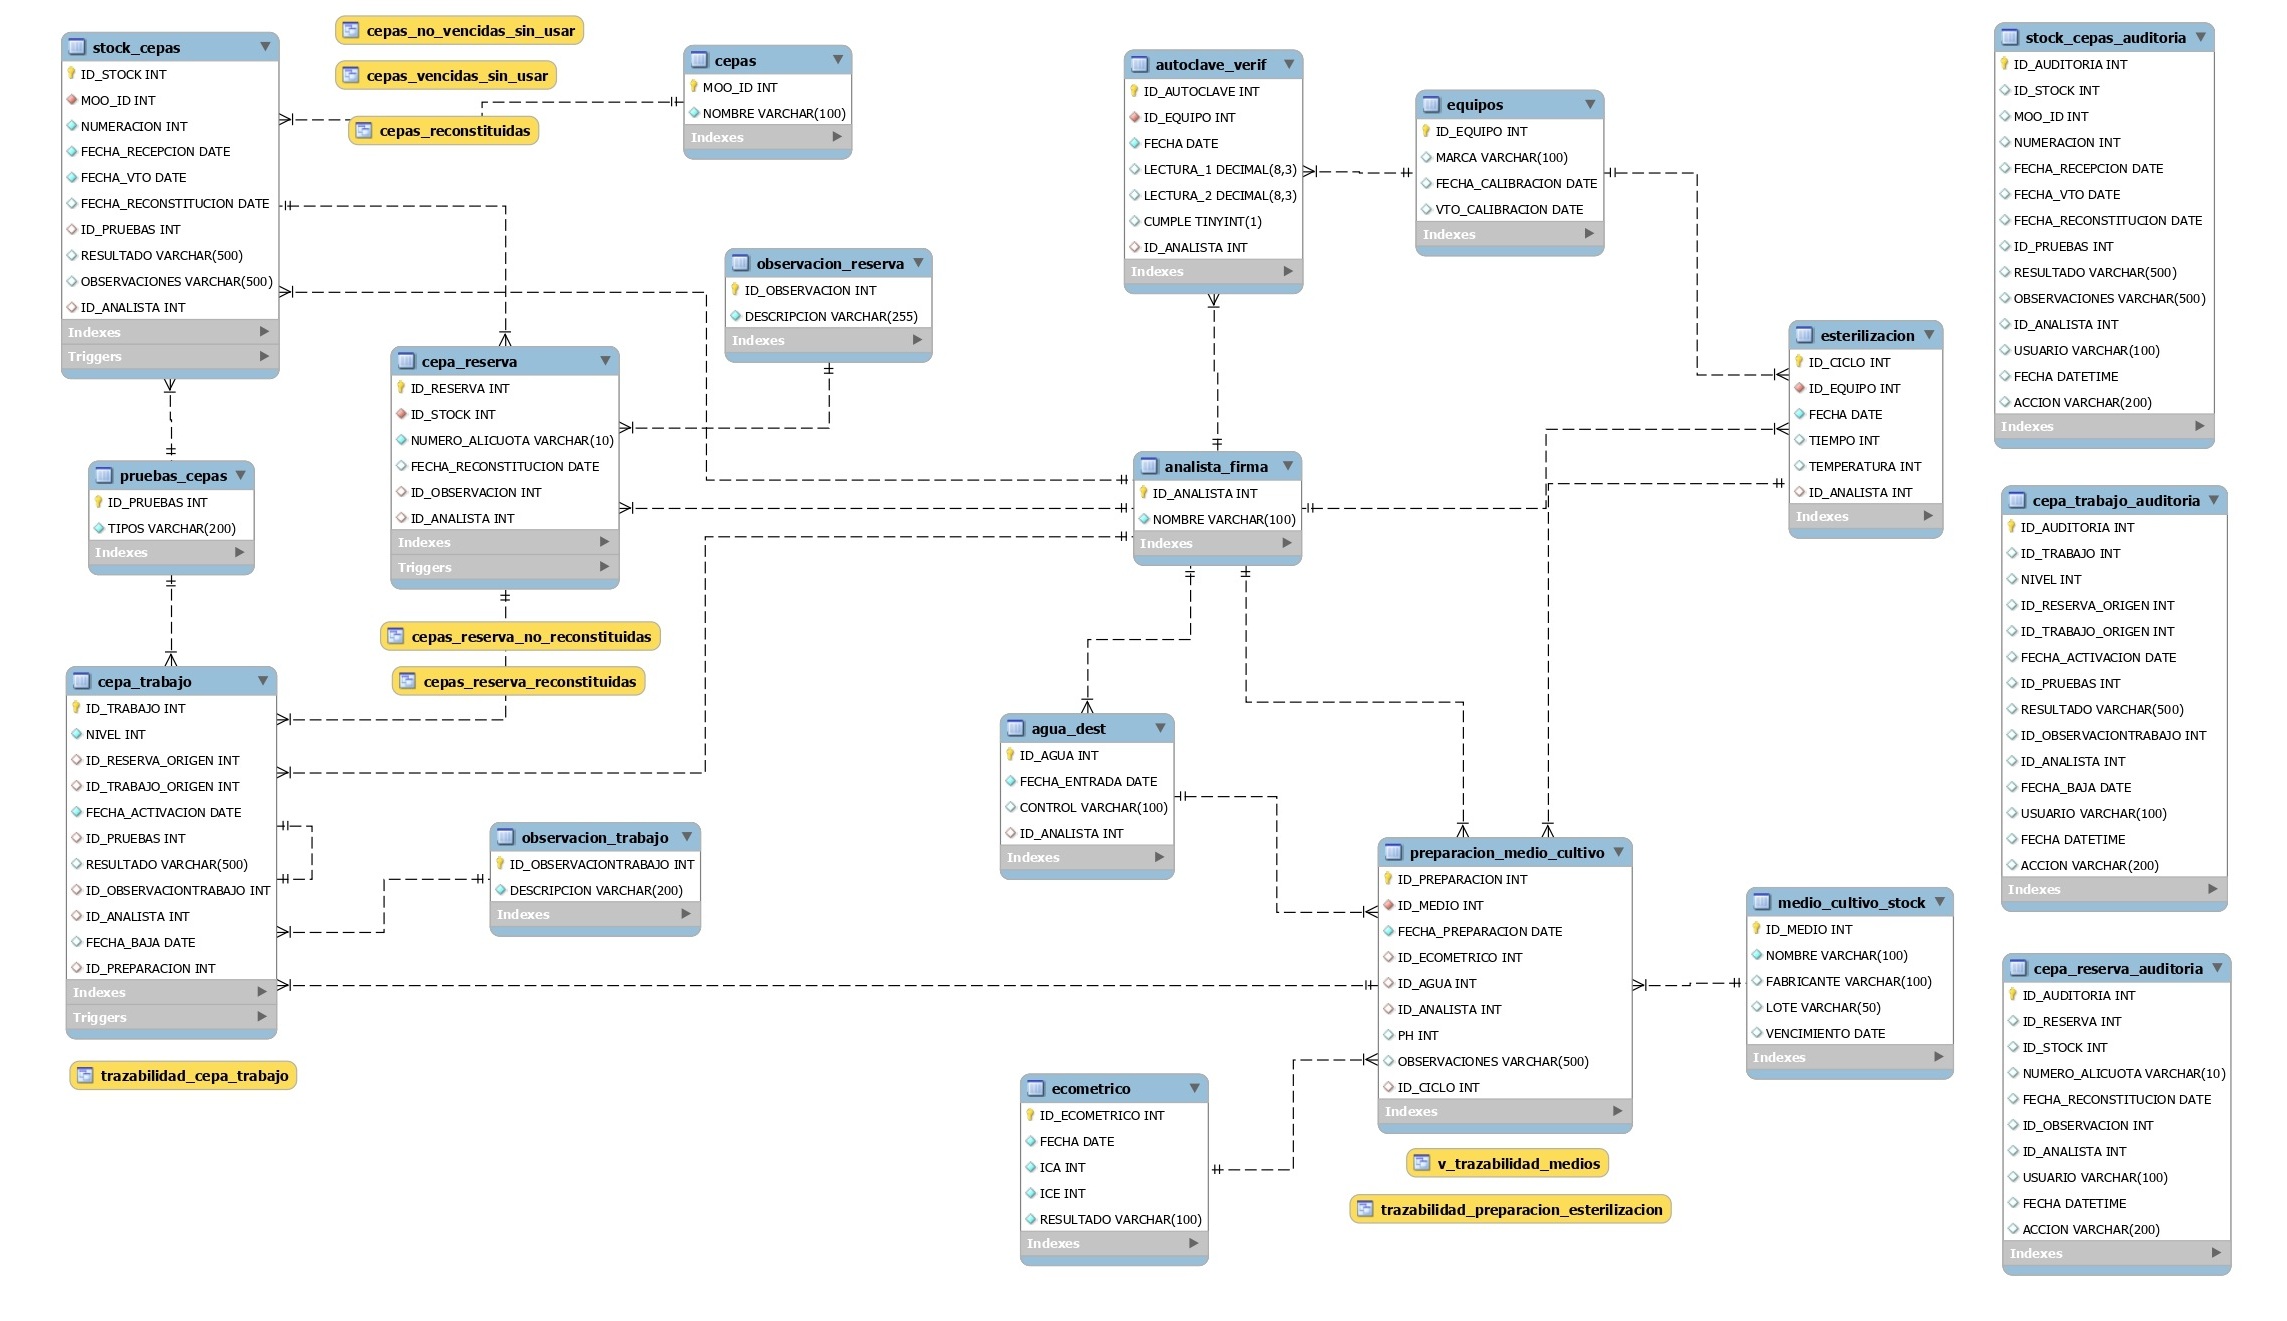 stock_cepas
ID_STOCK INT
MOO_ID INT
NUMERACION INT
FECHA_RECEPCION DATE
FECHA_VTO DATE
FECHA_RECONSTITUCION DATE
ID_PRUEBAS INT
RESULTADO VARCHAR(500)
OBSERVACIONES VARCHAR(500)
ID_ANALISTA INT
Indexes
Triggers
cepas_no_vencidas_sin_usar
cepas_vencidas_sin_usar
cepas_reconstituidas
cepas
MOO_ID INT
NOMBRE VARCHAR(100)
Indexes
autoclave_verif
ID_AUTOCLAVE INT
ID_EQUIPO INT
FECHA DATE
LECTURA_1 DECIMAL(8,3)
LECTURA_2 DECIMAL(8,3)
CUMPLE TINYINT(1)
ID_ANALISTA INT
Indexes
equipos
ID_EQUIPO INT
MARCA VARCHAR(100)
FECHA_CALIBRACION DATE
VTO_CALIBRACION DATE
Indexes
stock_cepas_auditoria
ID_AUDITORIA INT
ID_STOCK INT
MOO_ID INT
NUMERACION INT
FECHA_RECEPCION DATE
FECHA_VTO DATE
FECHA_RECONSTITUCION DATE
ID_PRUEBAS INT
RESULTADO VARCHAR(500)
OBSERVACIONES VARCHAR(500)
ID_ANALISTA INT
USUARIO VARCHAR(100)
FECHA DATETIME
ACCION VARCHAR(200)
Indexes
observacion_reserva
ID_OBSERVACION INT
DESCRIPCION VARCHAR(255)
Indexes
esterilizacion
ID_CICLO INT
ID_EQUIPO INT
FECHA DATE
TIEMPO INT
TEMPERATURA INT
ID_ANALISTA INT
Indexes
cepa_reserva
ID_RESERVA INT
ID_STOCK INT
NUMERO_ALICUOTA VARCHAR(10)
FECHA_RECONSTITUCION DATE
ID_OBSERVACION INT
ID_ANALISTA INT
Indexes
Triggers
pruebas_cepas
ID_PRUEBAS INT
TIPOS VARCHAR(200)
Indexes
analista_firma
ID_ANALISTA INT
NOMBRE VARCHAR(100)
Indexes
cepa_trabajo_auditoria
ID_AUDITORIA INT
ID_TRABAJO INT
NIVEL INT
ID_RESERVA_ORIGEN INT
ID_TRABAJO_ORIGEN INT
FECHA_ACTIVACION DATE
ID_PRUEBAS INT
RESULTADO VARCHAR(500)
ID_OBSERVACIONTRABAJO INT
ID_ANALISTA INT
FECHA_BAJA DATE
USUARIO VARCHAR(100)
FECHA DATETIME
ACCION VARCHAR(200)
Indexes
cepas_reserva_no_reconstituidas
cepas_reserva_reconstituidas
cepa_trabajo
ID_TRABAJO INT
NIVEL INT
ID_RESERVA_ORIGEN INT
ID_TRABAJO_ORIGEN INT
FECHA_ACTIVACION DATE
ID_PRUEBAS INT
RESULTADO VARCHAR(500)
ID_OBSERVACIONTRABAJO INT
ID_ANALISTA INT
FECHA_BAJA DATE
ID_PREPARACION INT
Indexes
Triggers
trazabilidad_cepa_trabajo
observacion_trabajo
ID_OBSERVACIONTRABAJO INT
DESCRIPCION VARCHAR(200)
Indexes
agua_dest
ID_AGUA INT
FECHA_ENTRADA DATE
CONTROL VARCHAR(100)
ID_ANALISTA INT
Indexes
preparacion_medio_cultivo
ID_PREPARACION INT
ID_MEDIO INT
FECHA_PREPARACION DATE
ID_ECOMETRICO INT
ID_AGUA INT
ID_ANALISTA INT
PH INT
OBSERVACIONES VARCHAR(500)
ID_CICLO INT
Indexes
medio_cultivo_stock
ID_MEDIO INT
NOMBRE VARCHAR(100)
FABRICANTE VARCHAR(100)
LOTE VARCHAR(50)
VENCIMIENTO DATE
Indexes
cepa_reserva_auditoria
ID_AUDITORIA INT
ID_RESERVA INT
ID_STOCK INT
NUMERO_ALICUOTA VARCHAR(10)
FECHA_RECONSTITUCION DATE
ID_OBSERVACION INT
ID_ANALISTA INT
USUARIO VARCHAR(100)
FECHA DATETIME
ACCION VARCHAR(200)
Indexes
ecometrico
ID_ECOMETRICO INT
FECHA DATE
ICA INT
ICE INT
RESULTADO VARCHAR(100)
Indexes
v_trazabilidad_medios
trazabilidad_preparacion_esterilizacion